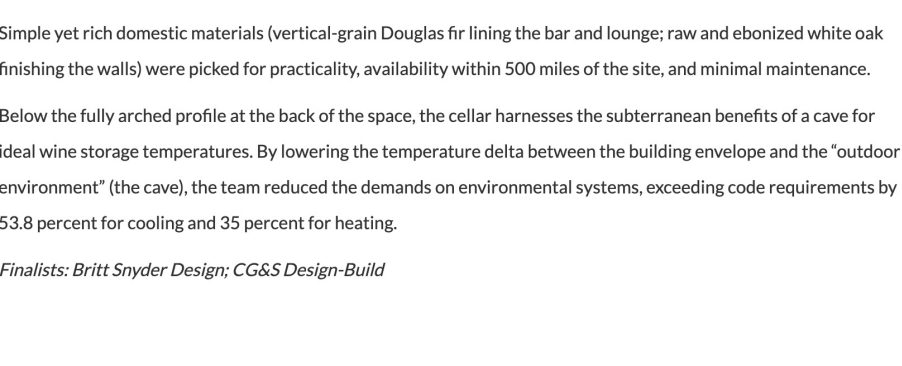 Simple yet rich domestic materials (vertical-grain Douglas fir lining the bar and lounge; raw and ebonized white oak
finishing the walls) were picked for practicality, availability within 500 miles of the site, and minimal maintenance.
Below the fully arched profile at the back of the space, the cellar harnesses the subterranean benefits of a cave for
ideal wine storage temperatures. By lowering the temperature delta between the building envelope and the “outdoor
environment” (the cave), the team reduced the demands on environmental systems, exceeding code requirements by
53.8 percent for cooling and 35 percent for heating.
Finalists: Britt Snyder Design; CG&S Design-Build